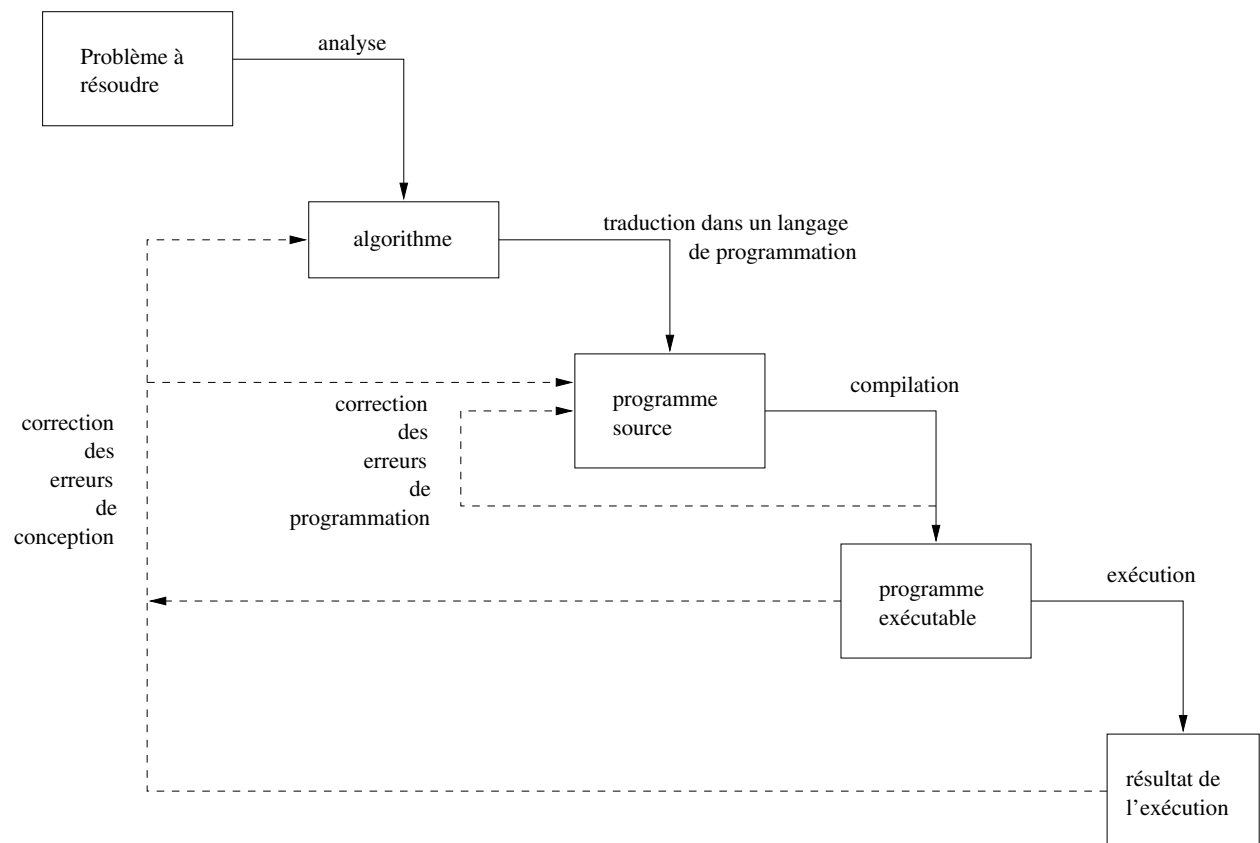 Problème à
résoudre
analyse
algorithme
traduction dans un langage
de programmation
programme
source
compilation
correction
des
erreurs
de
programmation
correction
des
erreurs
de
conception
programme
exécutable
exécution
résultat de
l'exécution